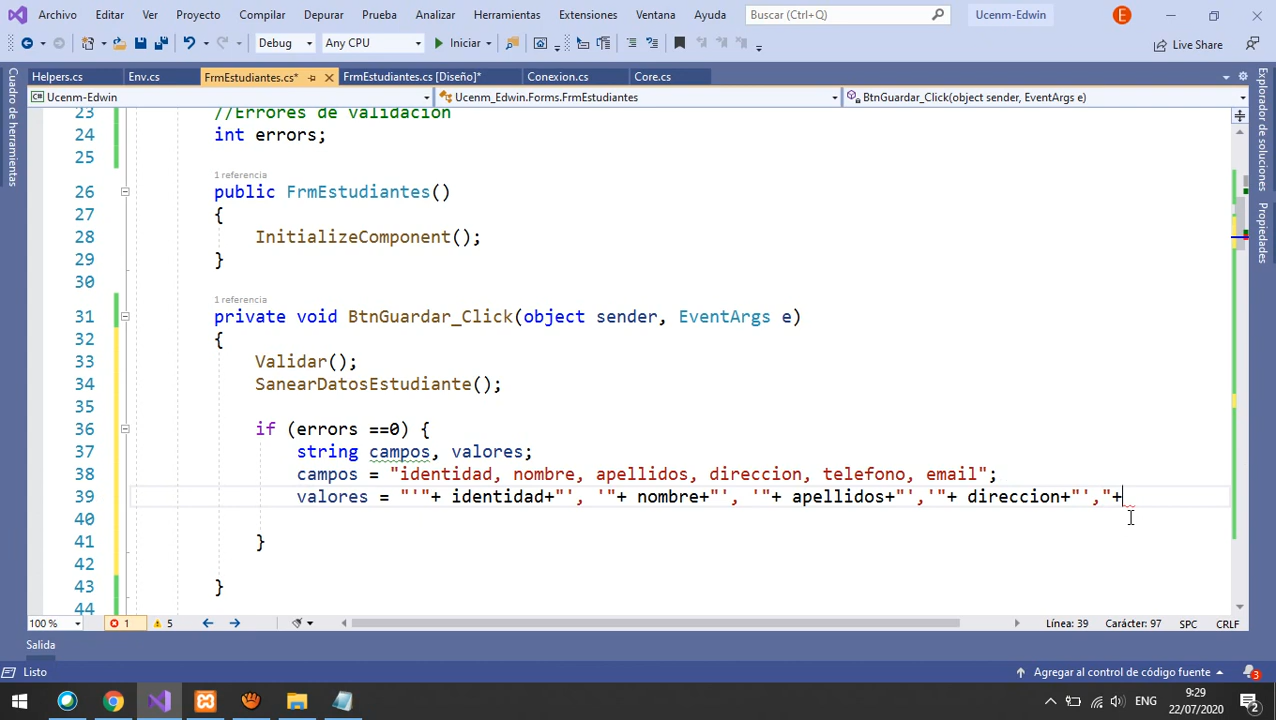 Archivo Editar Ver Proyecto Compilar Depurar Prueba Analizar Herramientas Extensiones Ventana Ayuda Buscar (Ctrl+Q) Ucenm-Edwin E
Debug Any CPU Iniciar Live Share
Helpers.cs Env.cs FrmEstudiantes.cs* FrmEstudiantes.cs [Diseño]* Conexion.cs Core.cs
Ucenm-Edwin Ucenm_Edwin.Forms.FrmEstudiantes BtnGuardar_Click(object sender, EventArgs e)
Cuadro de herramientas
Explorador de soluciones
Propiedades
23 //Errores de validacion
24 int errors;
25
1 referencia
26 public FrmEstudiantes()
27 {
28 InitializeComponent();
29 }
30
1 referencia
31 private void BtnGuardar_Click(object sender, EventArgs e)
32 {
33 Validar();
34 SanearDatosEstudiante();
35
36 if (errors ==0) {
37 string campos, valores;
38 campos = "identidad, nombre, apellidos, direccion, telefono, email";
39 valores = "'"+ identidad+"', '"+ nombre+"', '"+ apellidos+"','"+ direccion+"',"+
40
41 }
42
43 }
44
100 % 1 5 Línea: 39 Carácter: 97 SPC CRLF
Salida
Listo Agregar al control de código fuente 3
ENG 9:29
22/07/2020 2